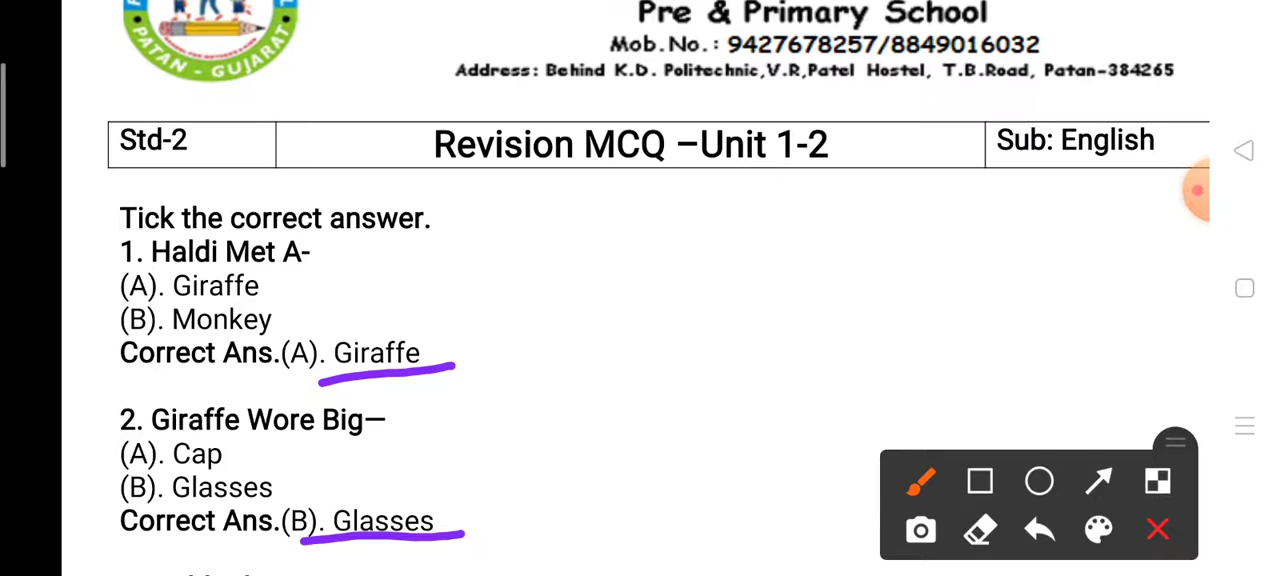 PATAN - GUJARAT
Pre & Primary School
Mob.No.: 9427678257/8849016032
Address: Behind K.D. Politechnic,V.R,Patel Hostel, T.B.Road, Patan-384265
Std-2
Revision MCQ –Unit 1-2
Sub: English
Tick the correct answer.
1. Haldi Met A-
(A). Giraffe
(B). Monkey
Correct Ans.(A). Giraffe
2. Giraffe Wore Big—
(A). Cap
(B). Glasses
Correct Ans.(B). Glasses